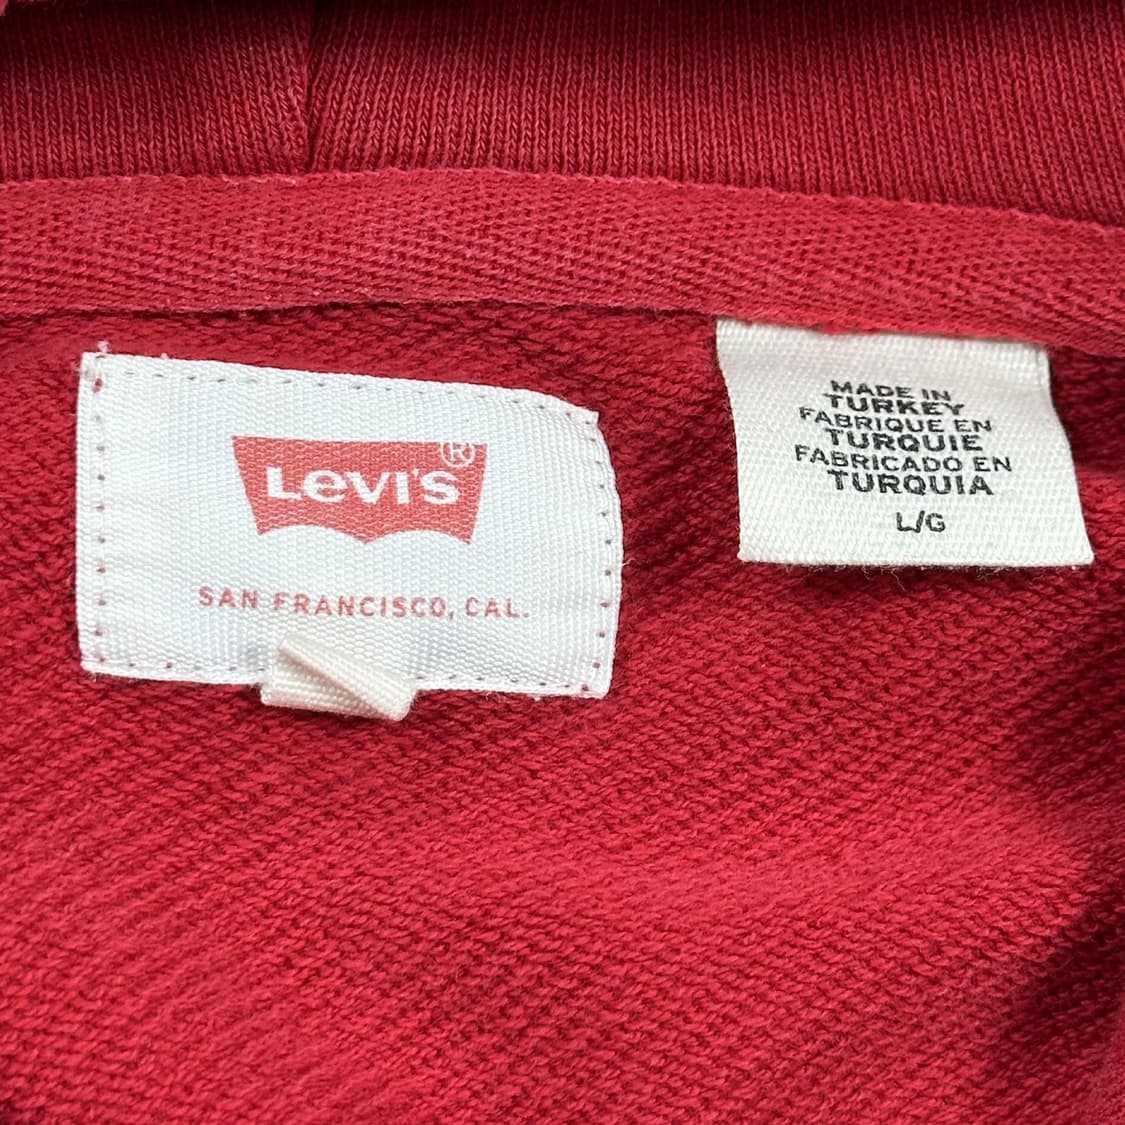 Levi's®
SAN FRANCISCO, CAL.
MADE IN
TURKEY
FABRIQUE EN
TURQUIE
FABRICADO EN
TURQUIA
L/G